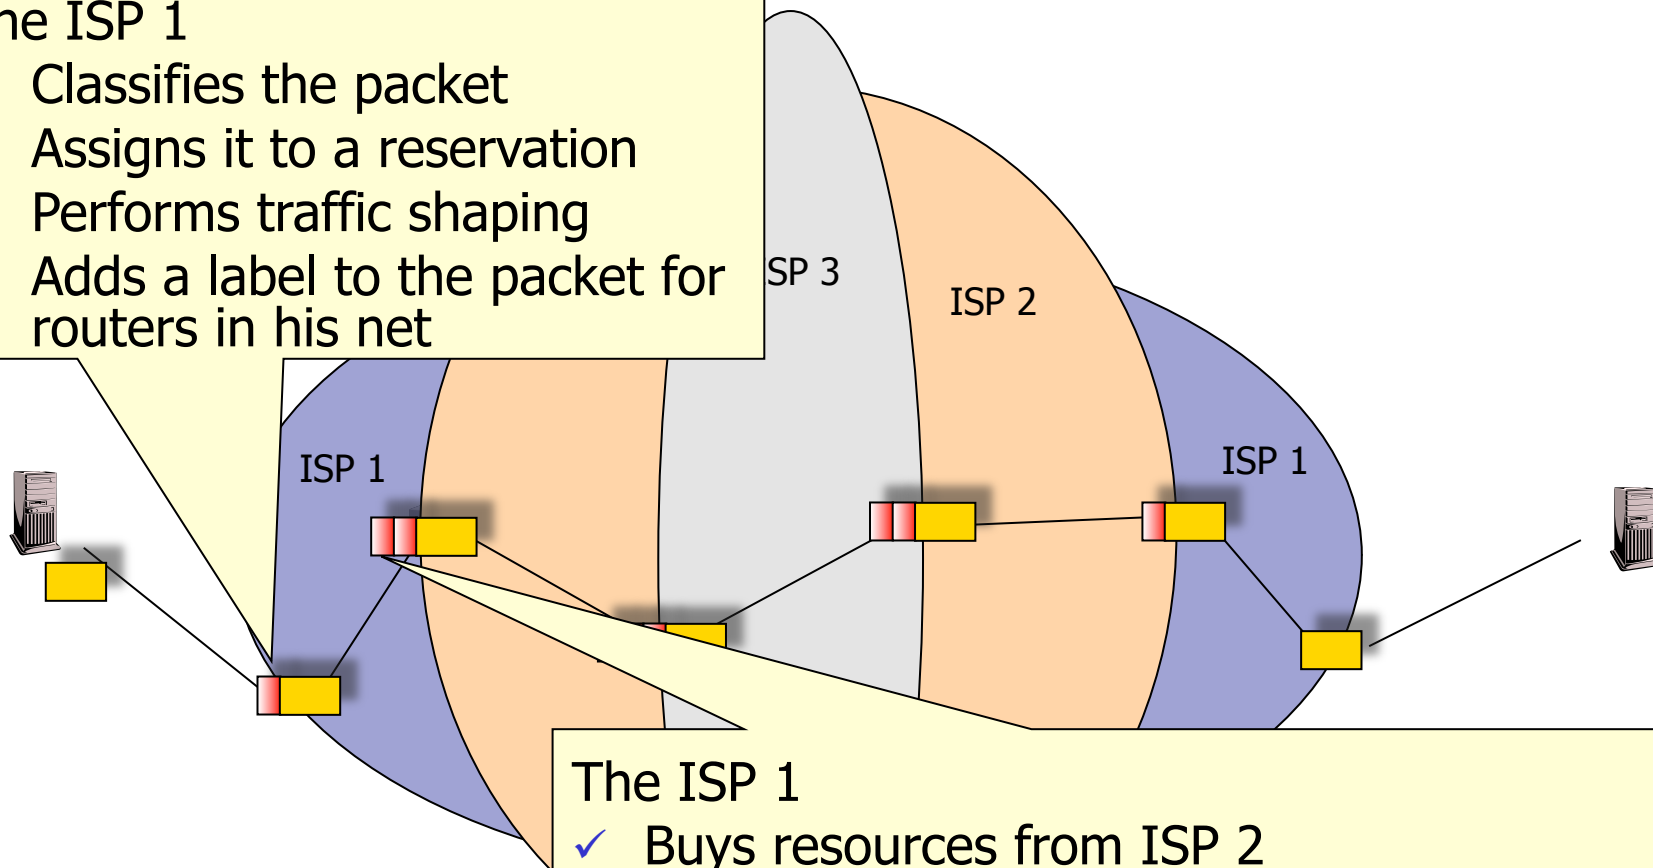 he ISP 1
Classifies the packet
Assigns it to a reservation
Performs traffic shaping
Adds a label to the packet for
routers in his net
SP 3
ISP 2
ISP 1
ISP 1
The ISP 1
✓ Buys resources from ISP 2